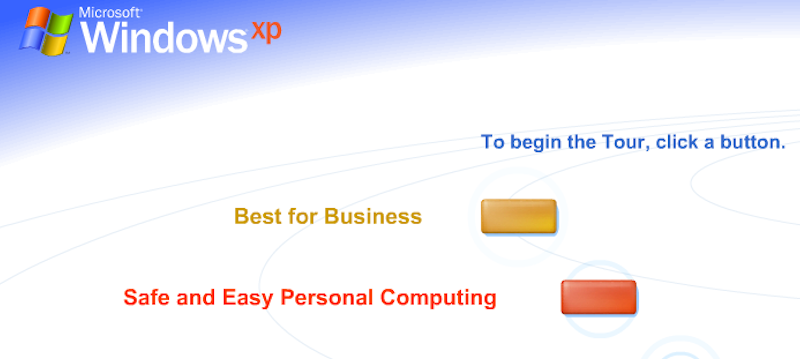 Microsoft®
Windows xp
To begin the Tour, click a button.
Best for Business
Safe and Easy Personal Computing